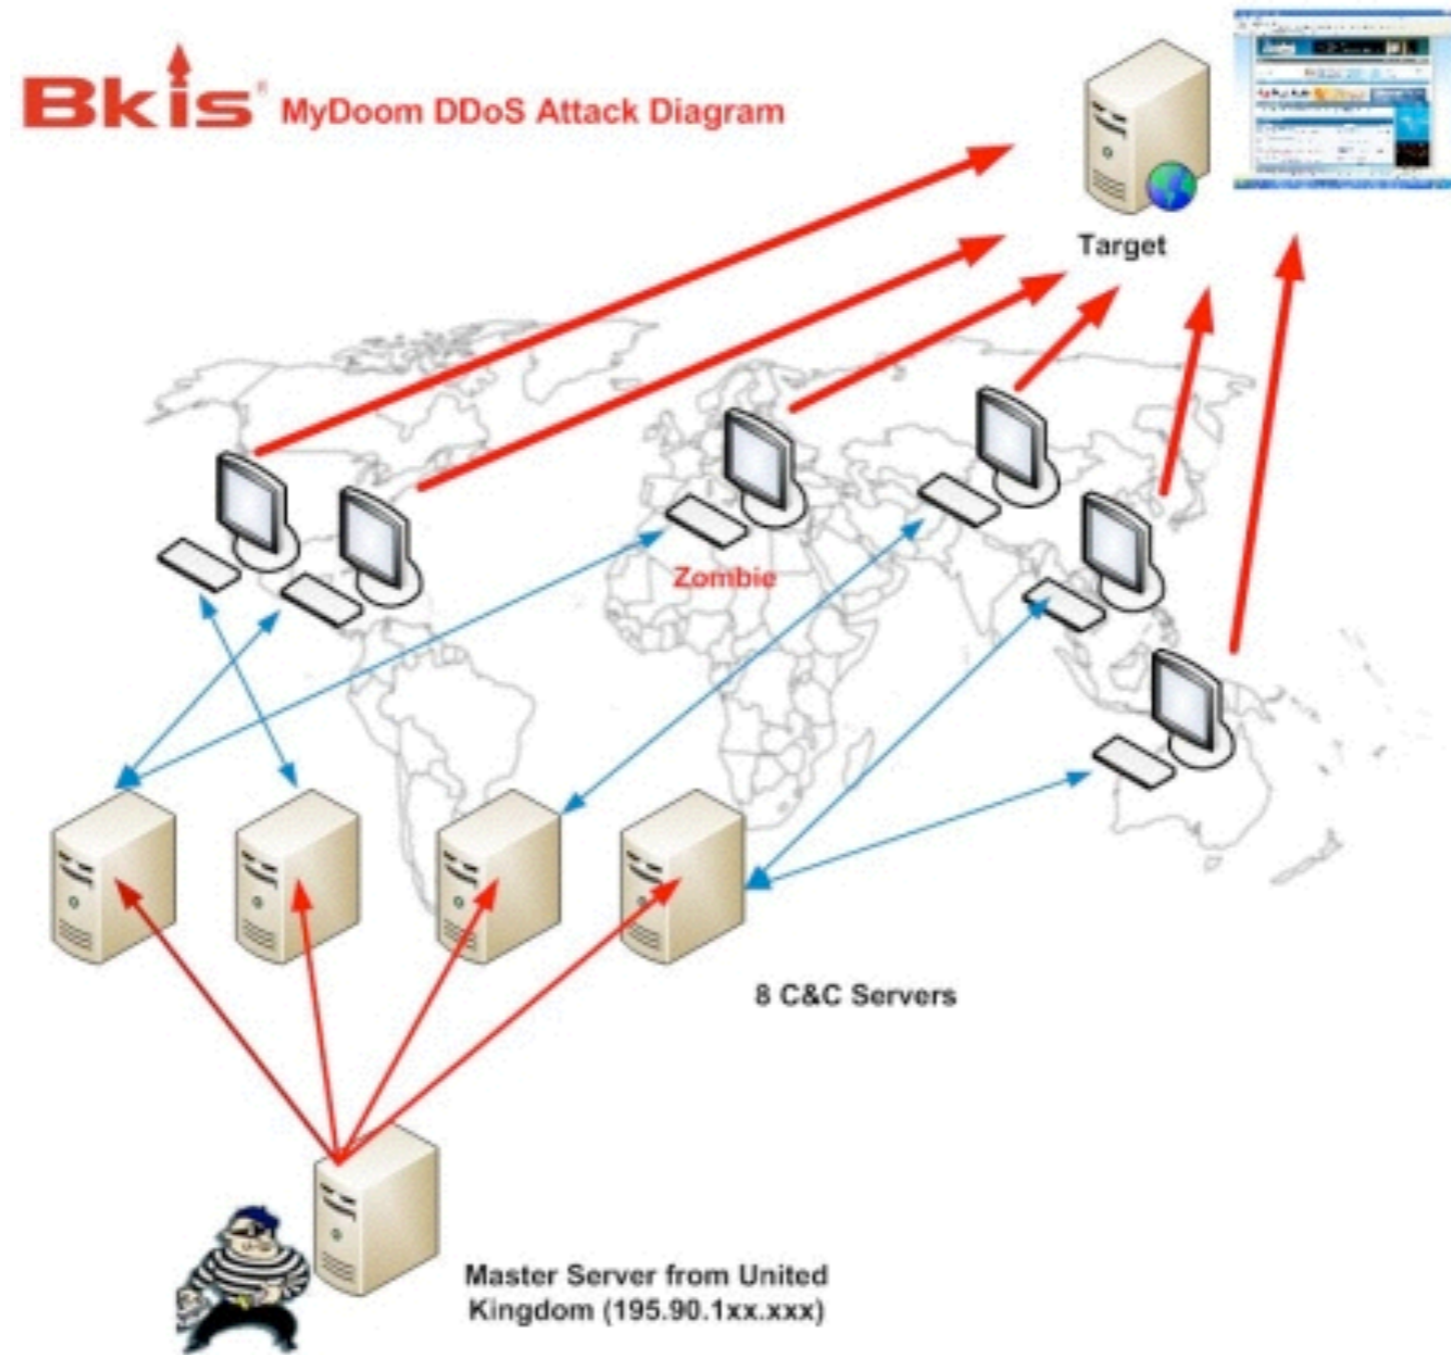 Bkis® MyDoom DDoS Attack Diagram
Target
Zombie
8 C&C Servers
Master Server from United
Kingdom (195.90.1xx.xxx)